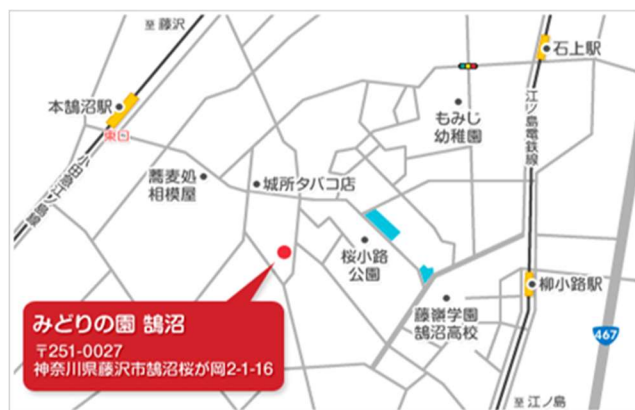 至 藤沢
石上駅
本鵠沼駅
東口
もみじ
幼稚園
江ノ島電鉄線
小田急江ノ島線
蕎麦処
相模屋
城所タバコ店
桜小路
公園
柳小路駅
藤嶺学園
鵠沼高校
みどりの園 鵠沼
〒251-0027
神奈川県藤沢市鵠沼桜が岡2-1-16
467
至 江ノ島